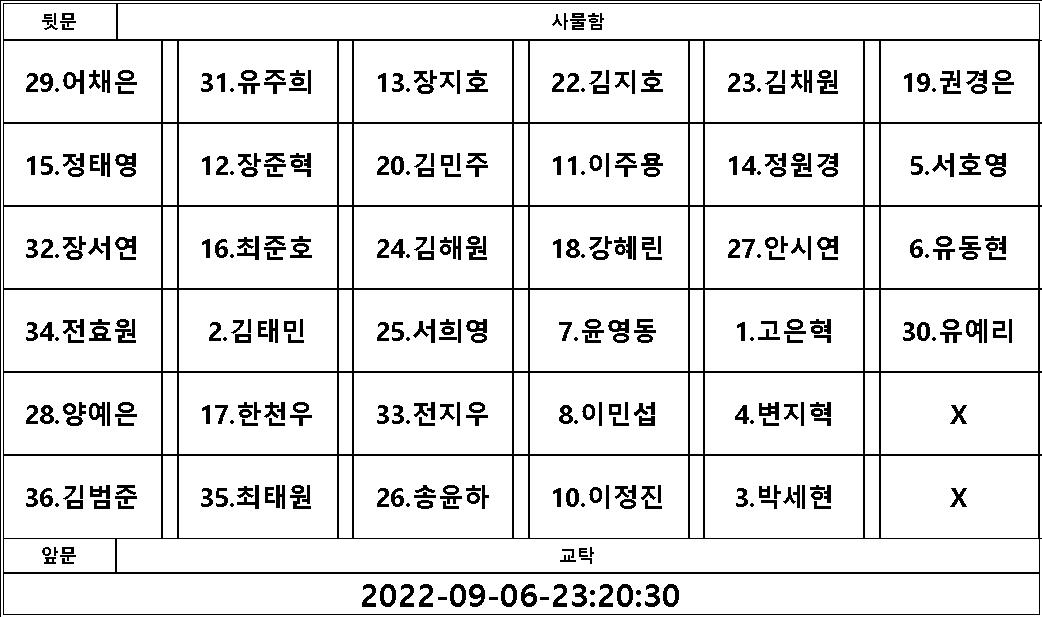 뒷문 사물함
29.어채은 31.유주희 13.장지호 22.김지호 23.김채원 19.권경은
15.정태영 12.장준혁 20.김민주 11.이주용 14.정원경 5.서호영
32.장서연 16.최준호 24.김해원 18.강혜린 27.안시연 6.유동현
34.전효원 2.김태민 25.서희영 7.윤영동 1.고은혁 30.유예리
28.양예은 17.한천우 33.전지우 8.이민섭 4.변지혁 X
36.김범준 35.최태원 26.송윤하 10.이정진 3.박세현 X
앞문 교탁
2022-09-06-23:20:30